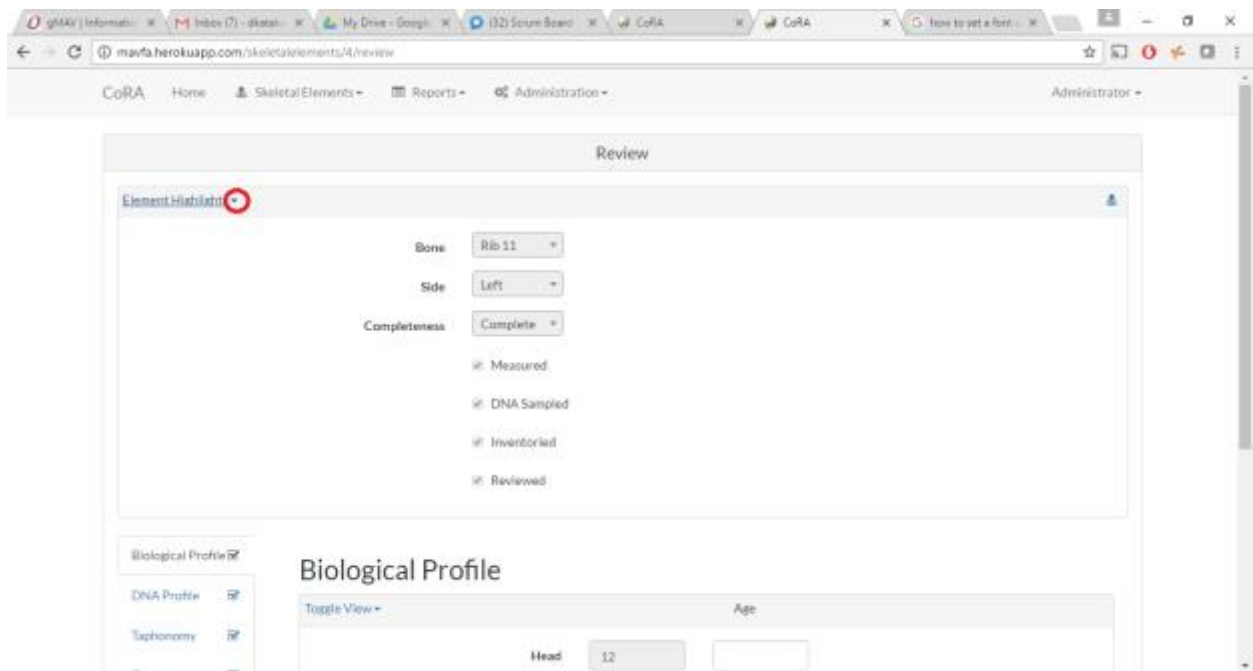 gMAV | Informati Inbox (7) - dkatal My Drive - Googl (32) Scrum Board CoRA CoRA how to set a font
mavfa.herokuapp.com/skeletalelements/4/review
CoRA Home Skeletal Elements Reports Administration Administrator
Review
Element Highlight
Bone Rib 11
Side Left
Completeness Complete
Measured
DNA Sampled
Inventoried
Reviewed
Biological Profile
Biological Profile
DNA Profile
Toggle View Age
Taphonomy
Head 12